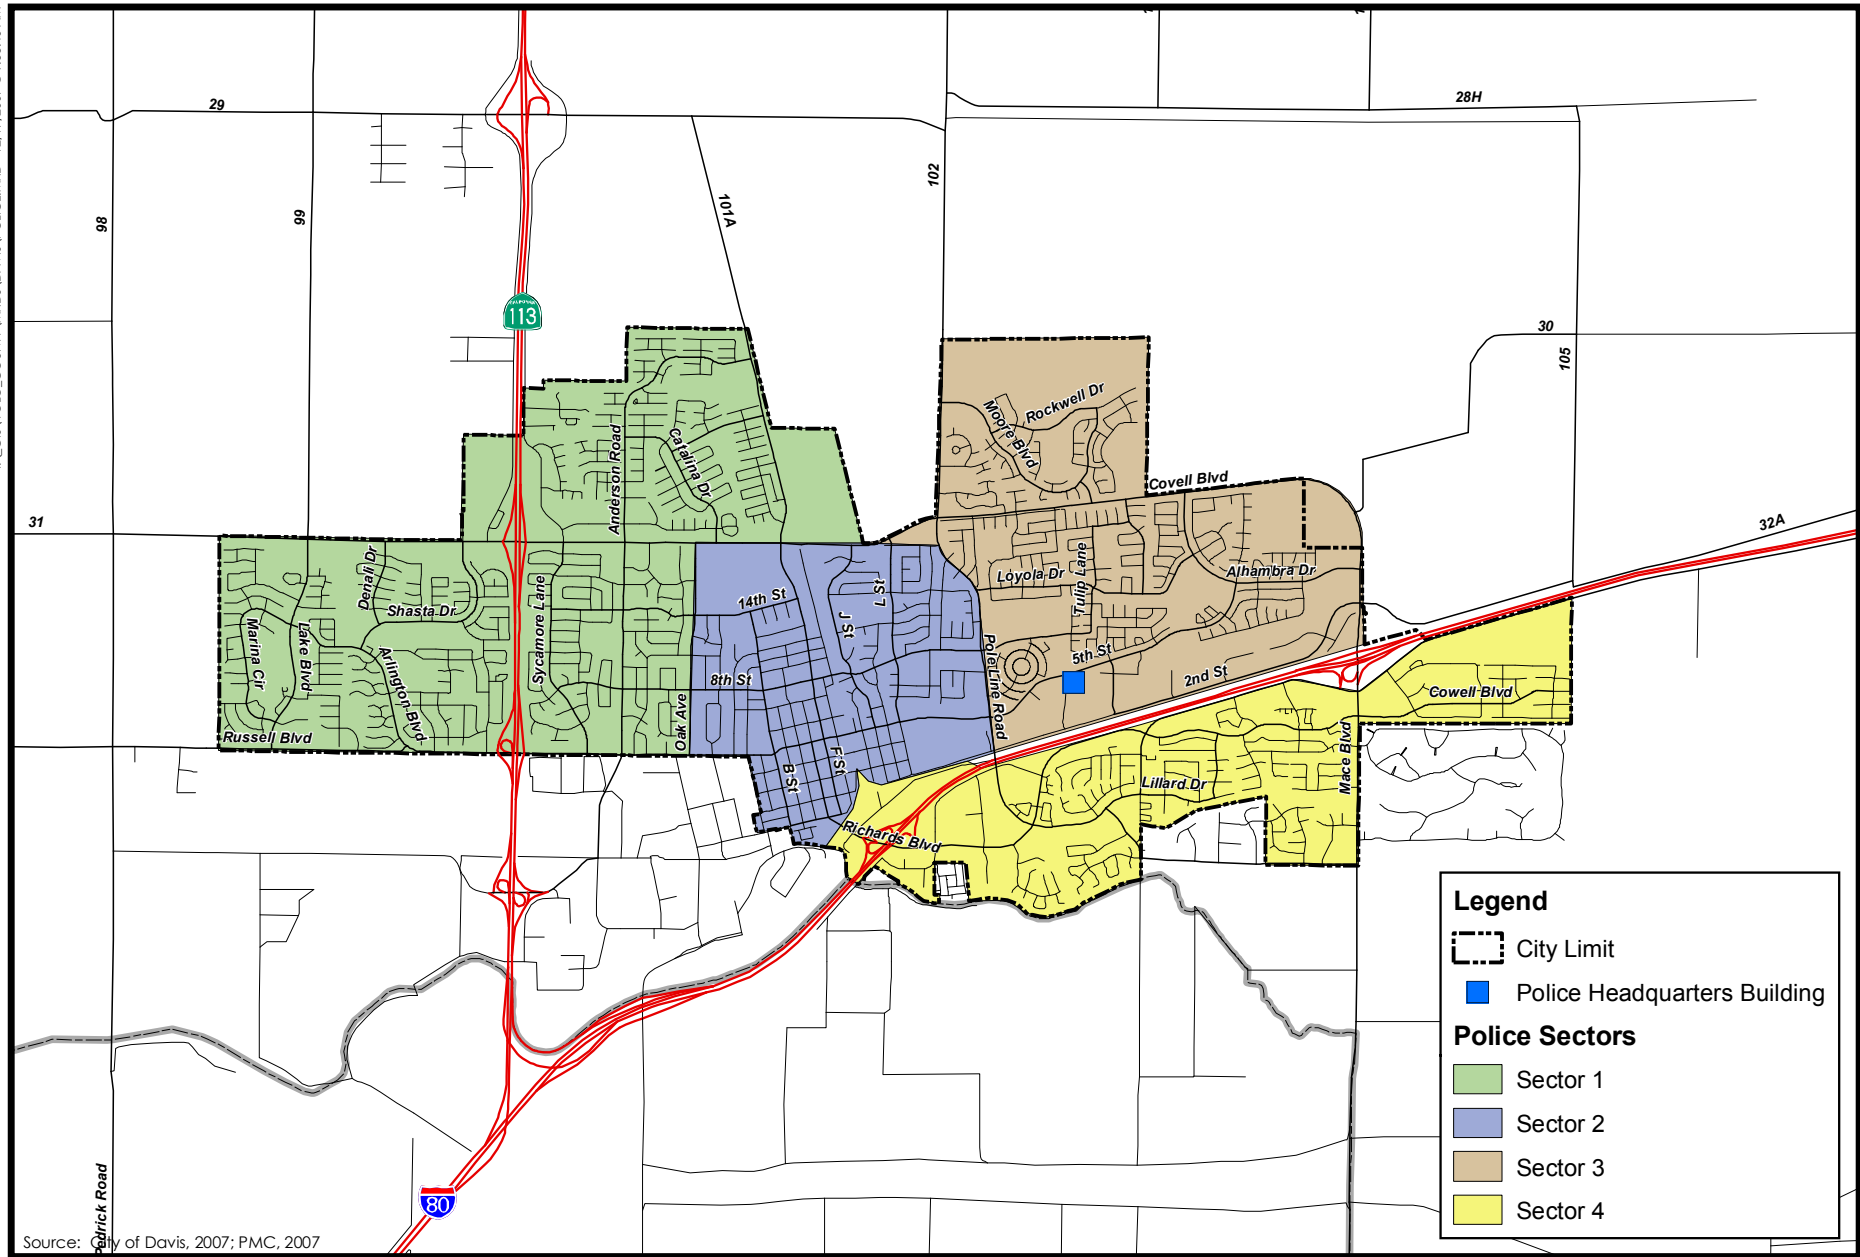 29
28H
98
99
101A
102
CALIFORNIA
113
30
105
31
32A
Anderson Road
Catalina Dr
Moore Blvd
Rockwell Dr
Covell Blvd
Denali Dr
Shasta Dr
Sycamore Lane
14th St
L St
J St
Loyola Dr
Tulip Lane
Alhambra Dr
Marina Cir
Lake Blvd
Arlington Blvd
8th St
Oak Ave
Pole Line Road
5th St
2nd St
Cowell Blvd
Russell Blvd
B St
F St
Richards Blvd
Lillard Dr
Mace Blvd
Pedrick Road
80
Legend
City Limit
Police Headquarters Building
Police Sectors
Sector 1
Sector 2
Sector 3
Sector 4
Source: City of Davis, 2007; PMC, 2007